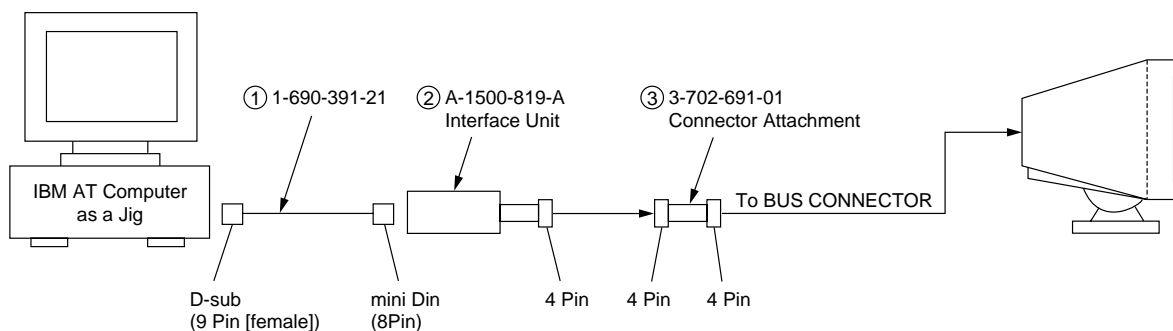 ① 1-690-391-21
② A-1500-819-A
Interface Unit
③ 3-702-691-01
Connector Attachment
IBM AT Computer
as a Jig
To BUS CONNECTOR
D-sub
(9 Pin [female])
mini Din
(8Pin)
4 Pin
4 Pin
4 Pin